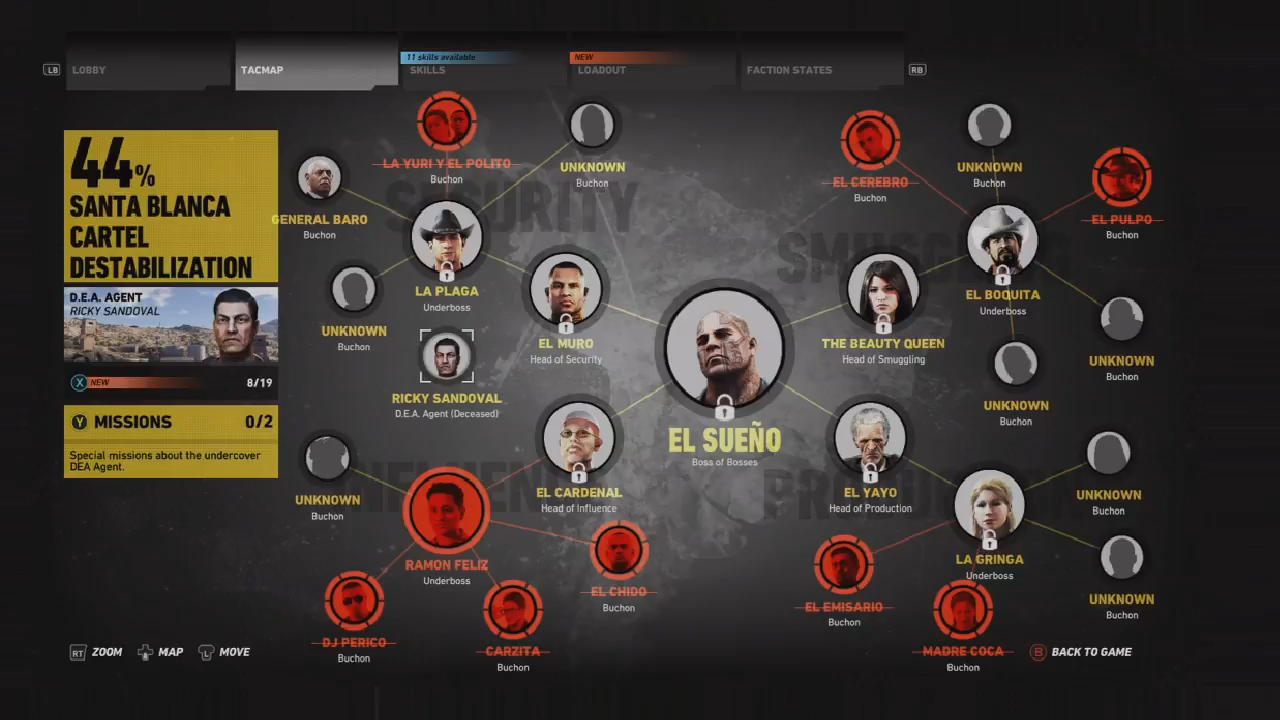 LB
LOBBY
TACMAP
11 skills available
SKILLS
NEW
LOADOUT
FACTION STATES
RB
44%
SANTA BLANCA
CARTEL
DESTABILIZATION
D.E.A. AGENT
RICKY SANDOVAL
X NEW 8/19
Y MISSIONS 0/2
Special missions about the undercover
DEA Agent.
SECURITY
LA YURI Y EL POLITO
Buchon
UNKNOWN
Buchon
GENERAL BARO
Buchon
LA PLAGA
Underboss
UNKNOWN
Buchon
EL MURO
Head of Security
RICKY SANDOVAL
D.E.A. Agent (Deceased)
SMUGGLING
EL CEREBRO
Buchon
UNKNOWN
Buchon
EL PULPO
Buchon
EL BOQUITA
Underboss
THE BEAUTY QUEEN
Head of Smuggling
UNKNOWN
Buchon
UNKNOWN
Buchon
EL SUEÑO
Boss of Bosses
EL CARDENAL
Head of Influence
UNKNOWN
Buchon
RAMON FELIZ
Underboss
EL CHIDO
Buchon
DJ PERICO
Buchon
CARZITA
Buchon
EL YAYO
Head of Production
UNKNOWN
Buchon
LA GRINGA
Underboss
UNKNOWN
Buchon
EL EMISARIO
Buchon
MADRE COCA
Buchon
RT ZOOM
MAP
L MOVE
B BACK TO GAME